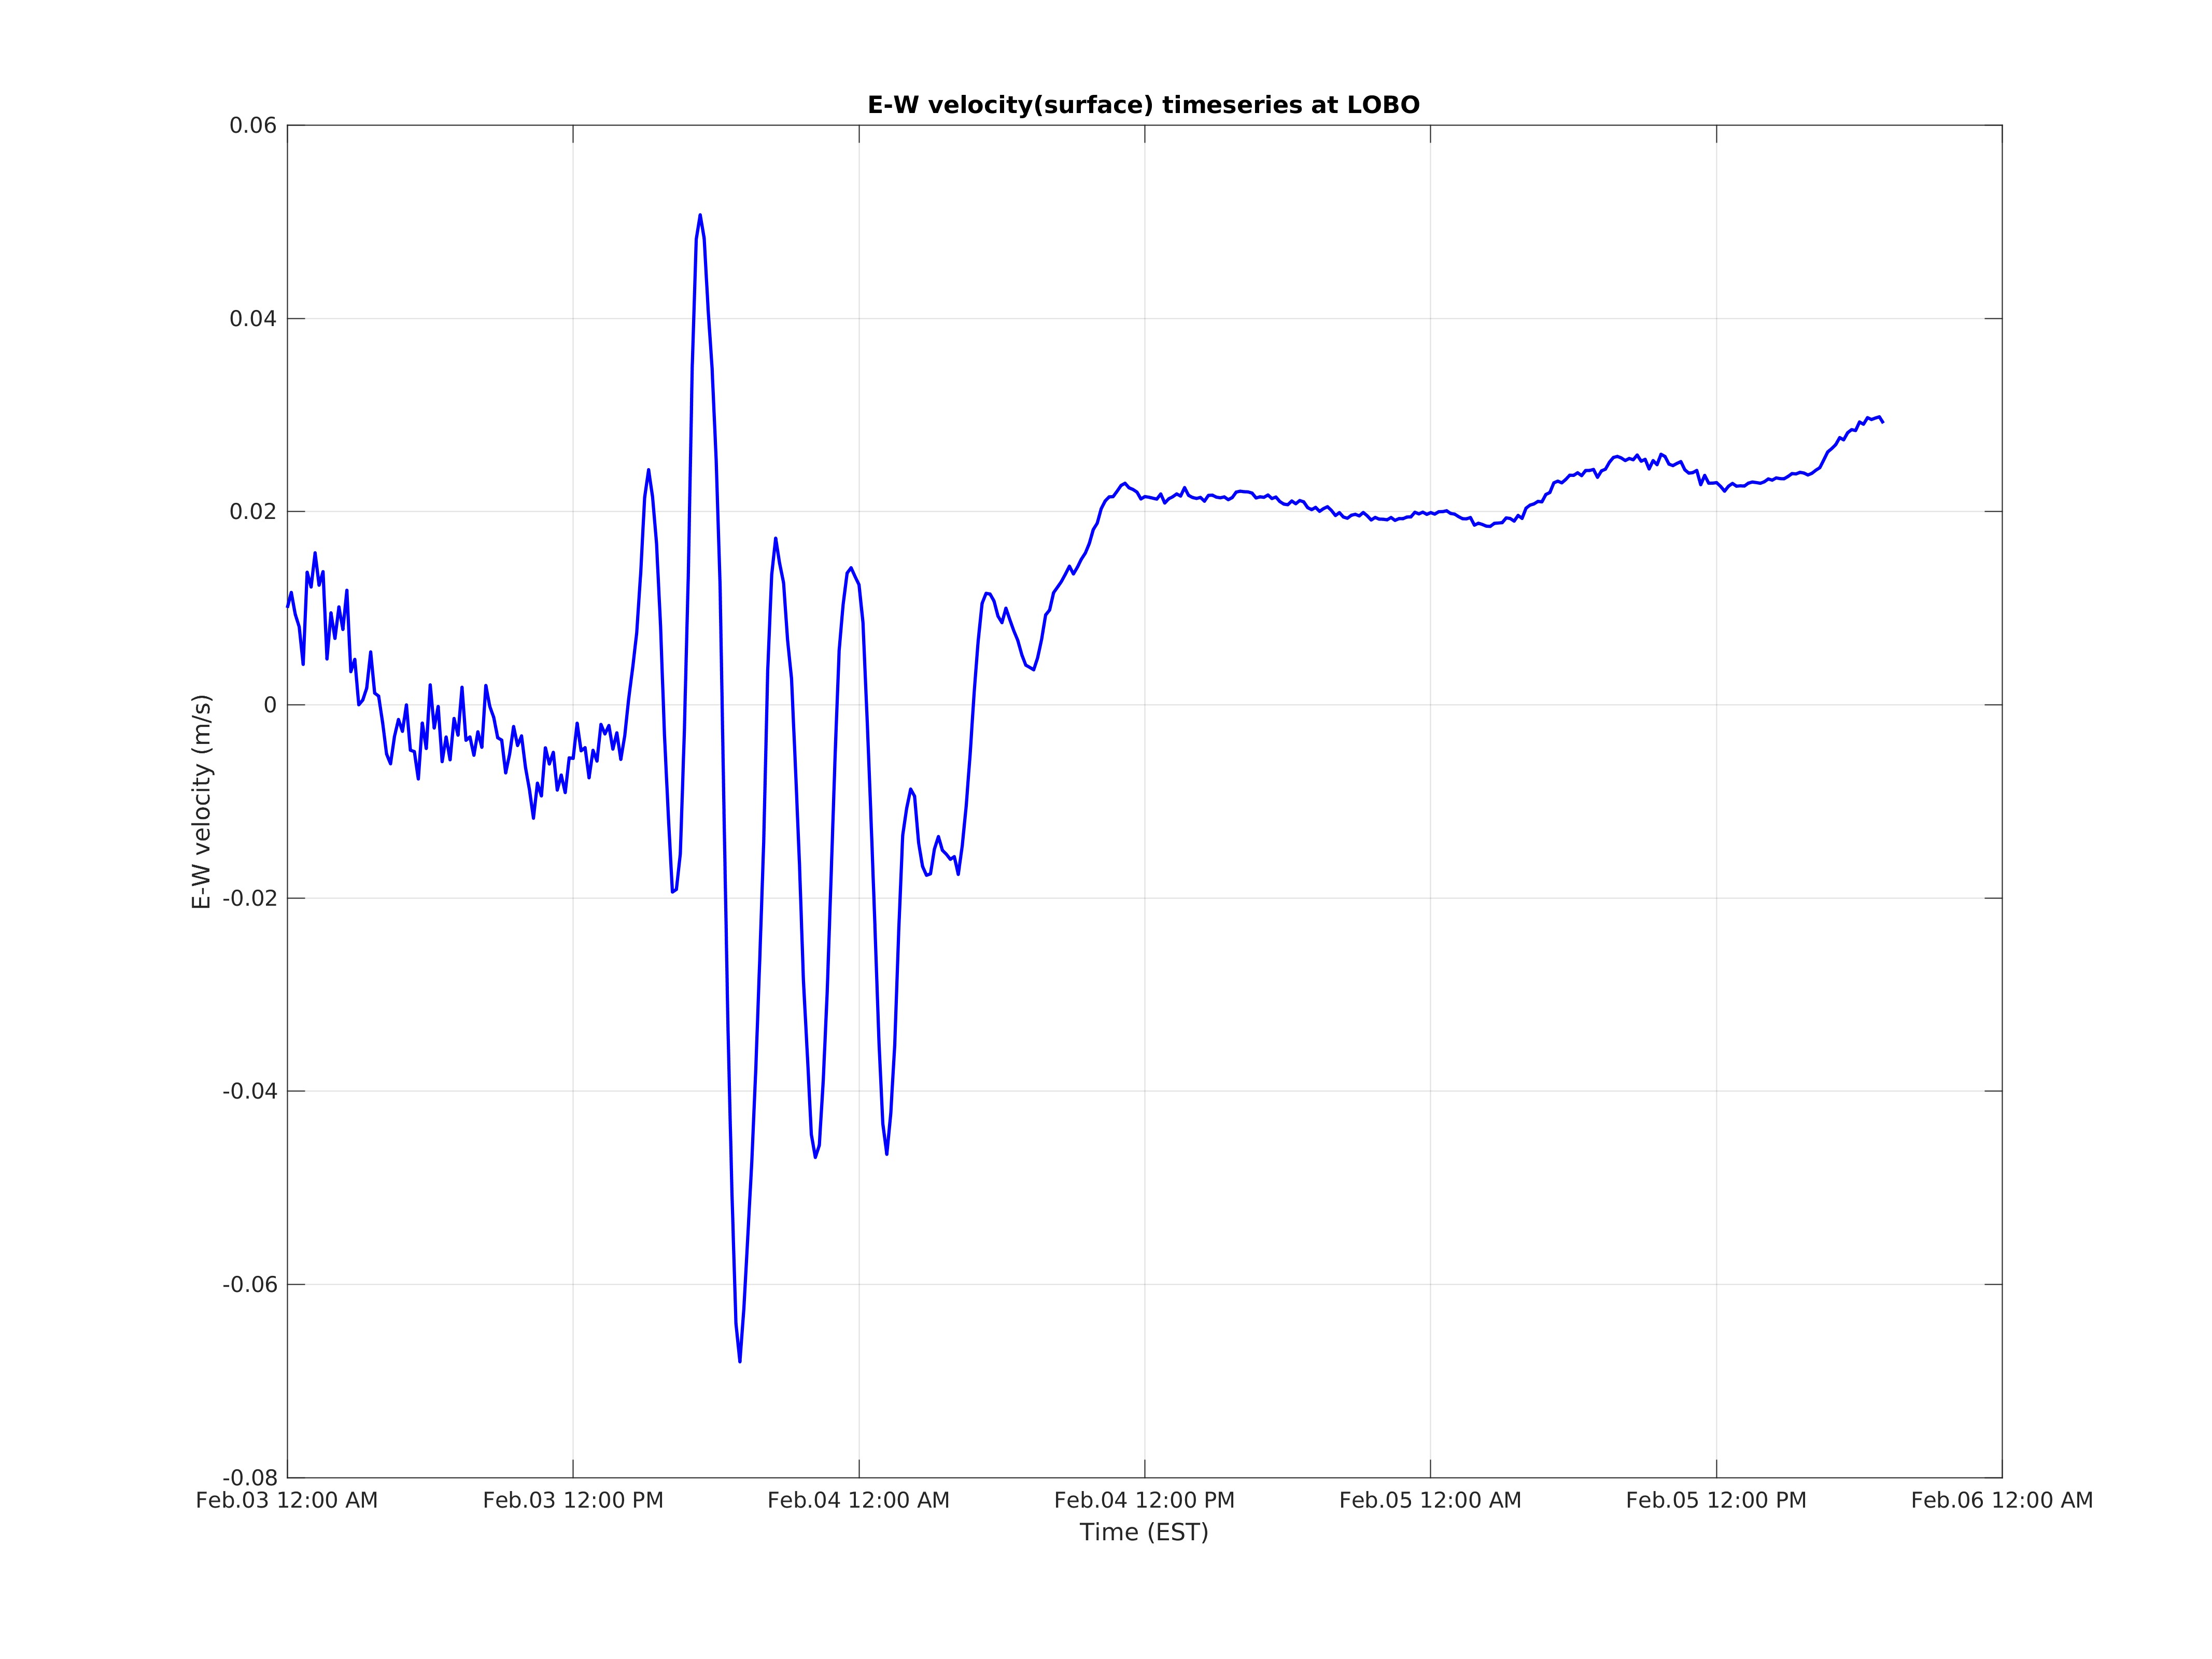 E-W velocity(surface) timeseries at LOBO
0.06
0.04
0.02
0
-0.02
-0.04
-0.06
-0.08
E-W velocity (m/s)
Feb.03 12:00 AM Feb.03 12:00 PM Feb.04 12:00 AM Feb.04 12:00 PM Feb.05 12:00 AM Feb.05 12:00 PM Feb.06 12:00 AM
Time (EST)